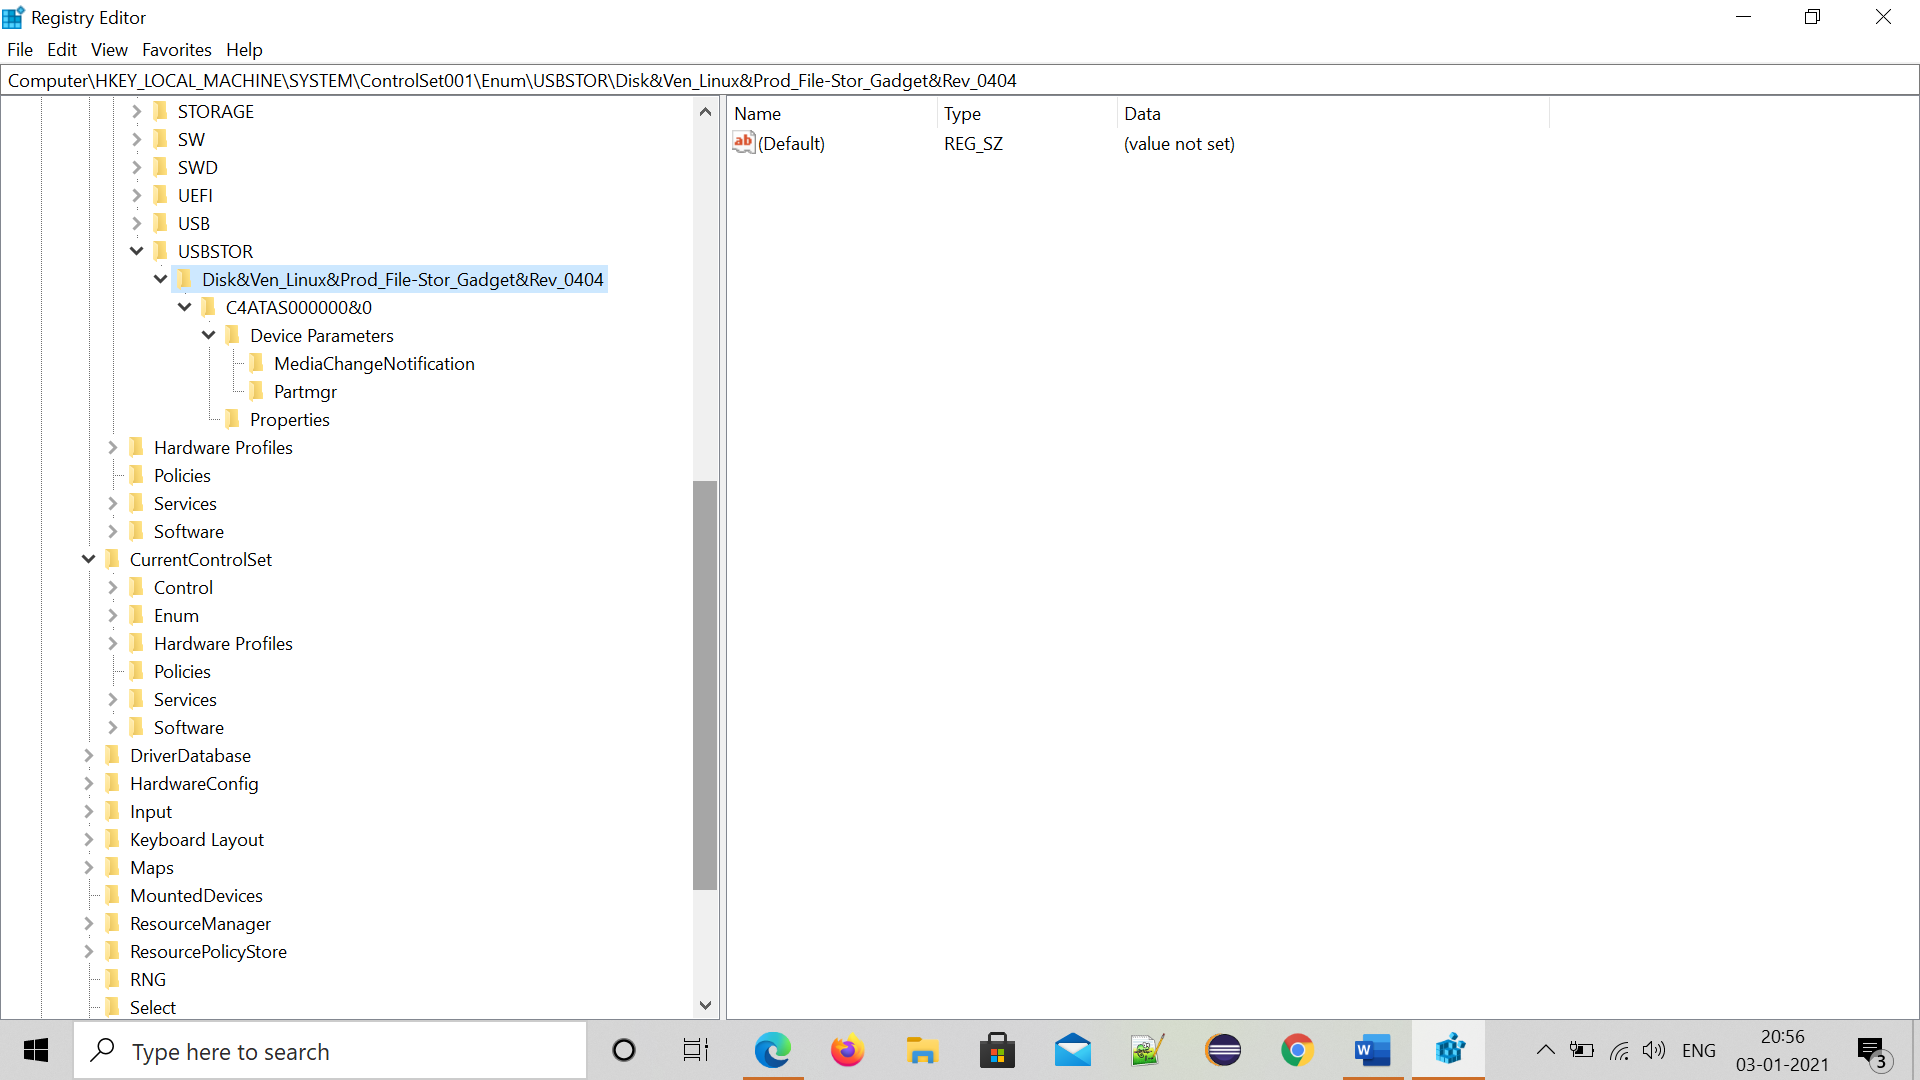 Registry Editor
File Edit View Favorites Help
Computer\HKEY_LOCAL_MACHINE\SYSTEM\ControlSet001\Enum\USBSTOR\Disk&Ven_Linux&Prod_File-Stor_Gadget&Rev_0404
STORAGE
SW
SWD
UEFI
USB
USBSTOR
Disk&Ven_Linux&Prod_File-Stor_Gadget&Rev_0404
C4ATAS000000&0
Device Parameters
MediaChangeNotification
Partmgr
Properties
Hardware Profiles
Policies
Services
Software
CurrentControlSet
Control
Enum
Hardware Profiles
Policies
Services
Software
DriverDatabase
HardwareConfig
Input
Keyboard Layout
Maps
MountedDevices
ResourceManager
ResourcePolicyStore
RNG
Select
Name Type Data
ab (Default) REG_SZ (value not set)
Type here to search
W
ENG
20:56
03-01-2021
3